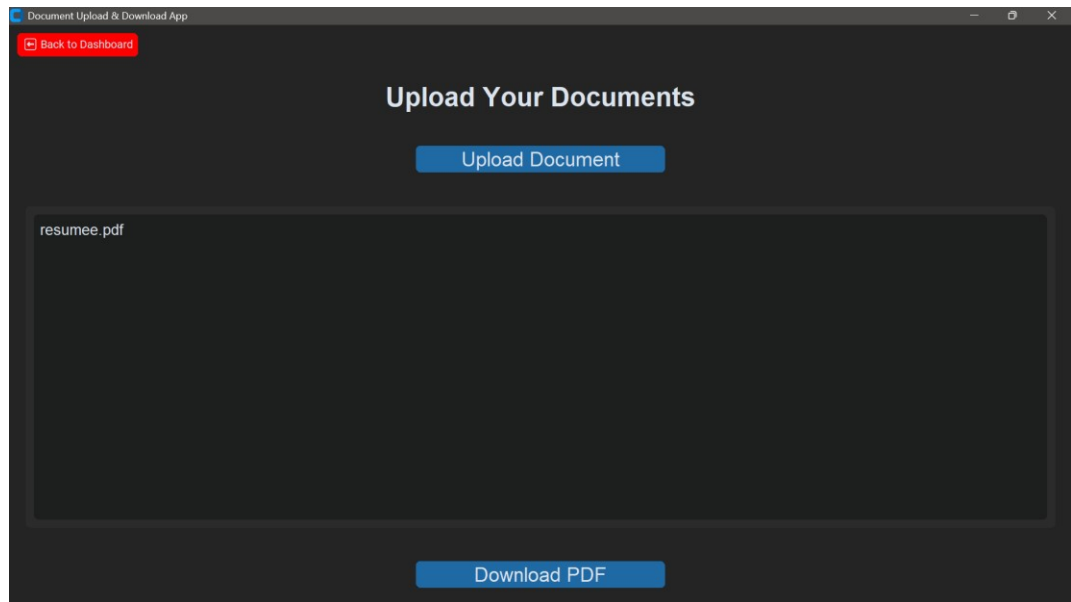 Document Upload & Download App
Back to Dashboard
Upload Your Documents
Upload Document
resumee.pdf
Download PDF